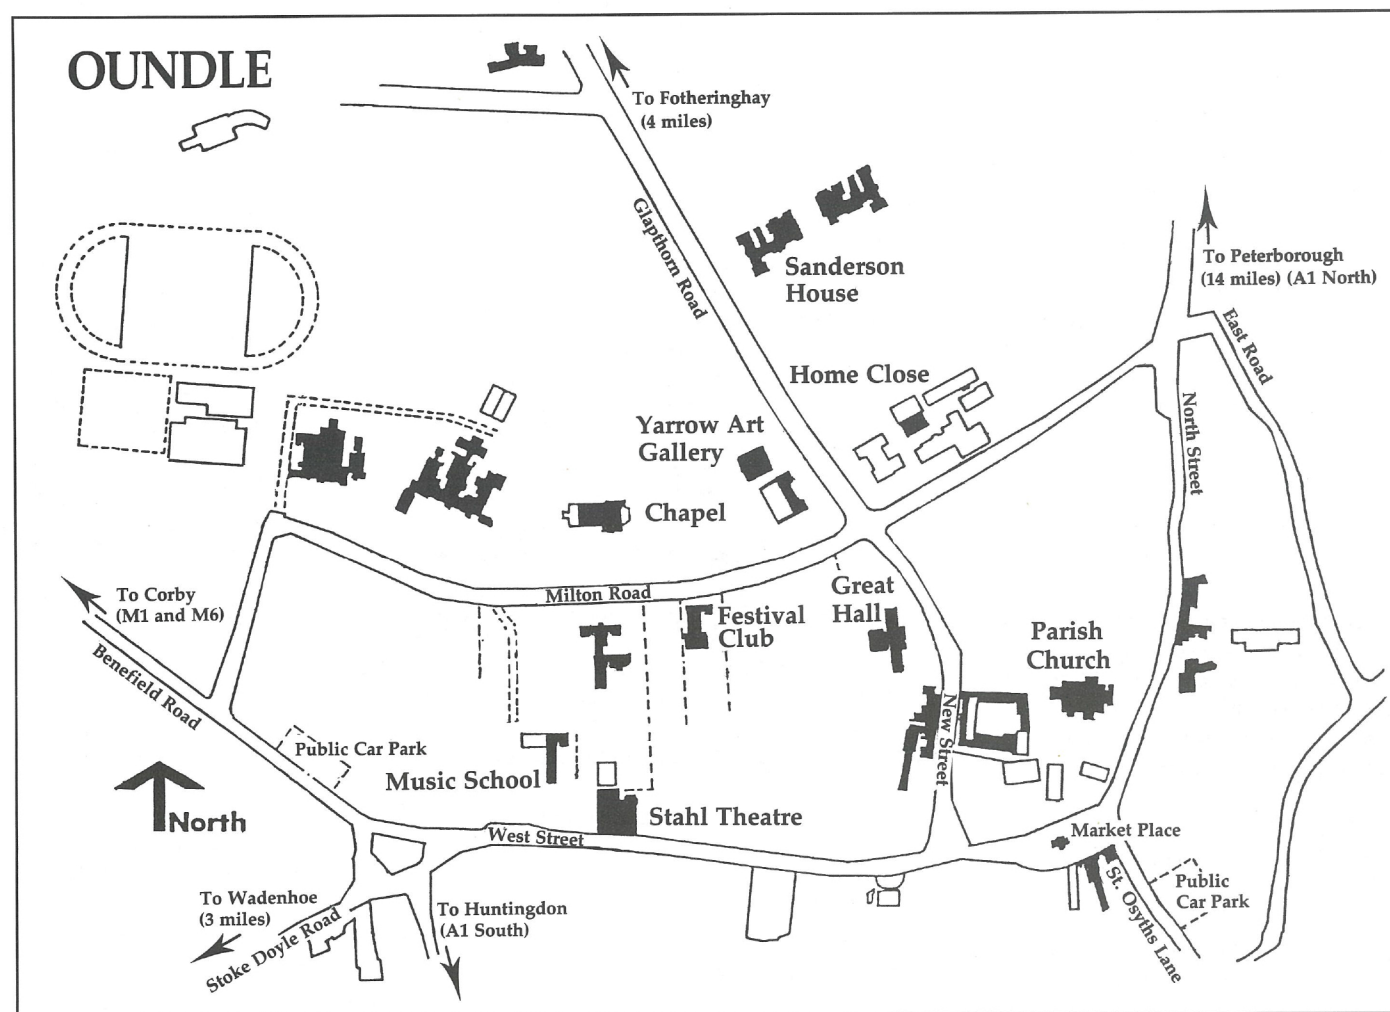 OUNDLE
To Fotheringhay
(4 miles)
Glapthorn Road
Sanderson
House
To Peterborough
(14 miles) (A1 North)
East Road
Home Close
North Street
Yarrow Art
Gallery
Chapel
To Corby
(M1 and M6)
Milton Road
Great
Hall
Festival
Club
Parish
Church
Benefield Road
New Street
Public Car Park
Music School
North
Stahl Theatre
West Street
Market Place
To Wadenhoe
(3 miles)
To Huntingdon
(A1 South)
Stoke Doyle Road
St. Osyths Lane
Public
Car Park